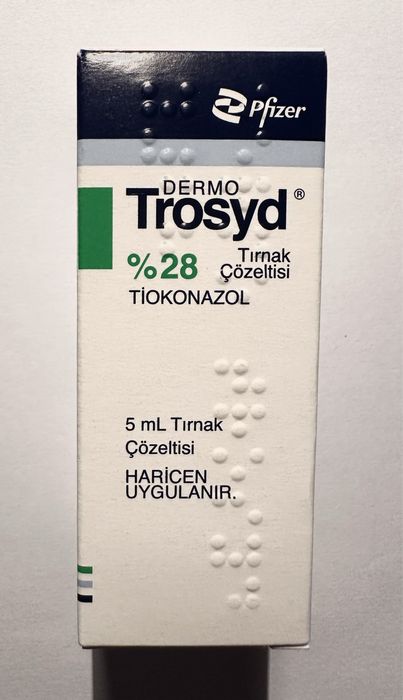 Pfizer
DERMO
Trosyd®
%28 Tırnak
Çözeltisi
TİOKONAZOL
5 mL Tırnak
Çözeltisi
HARİCEN
UYGULANIR.